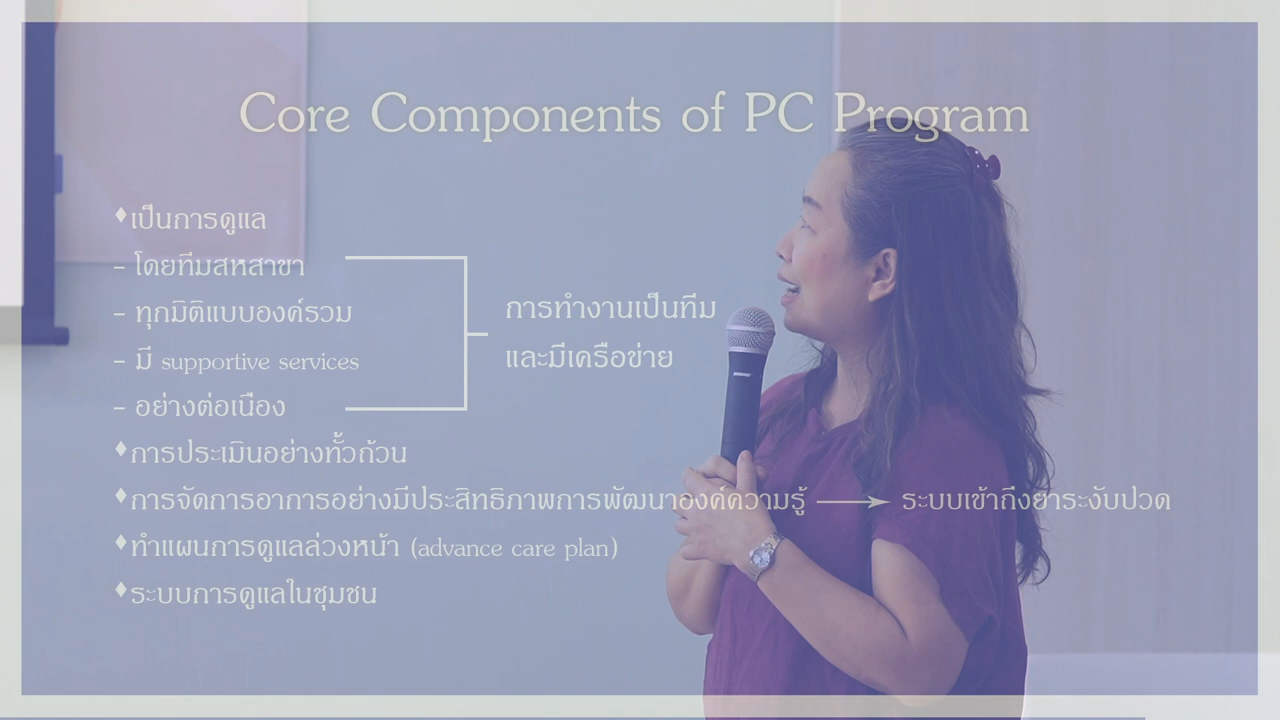 Core Components of PC Program
♦เป็นการดูแล
– โดยทีมสหสาขา
– ทุกมิติแบบองค์รวม
– มี supportive services
– อย่างต่อเนื่อง
การทำงานเป็นทีม
และมีเครือข่าย
♦การประเมินอย่างทั้วถ้วน
♦การจัดการอาการอย่างมีประสิทธิภาพการพัฒนาองค์ความรู้ → ระบบเข้าถึงยาระงับปวด
♦ทำแผนการดูแลล่วงหน้า (advance care plan)
♦ระบบการดูแลในชุมชน